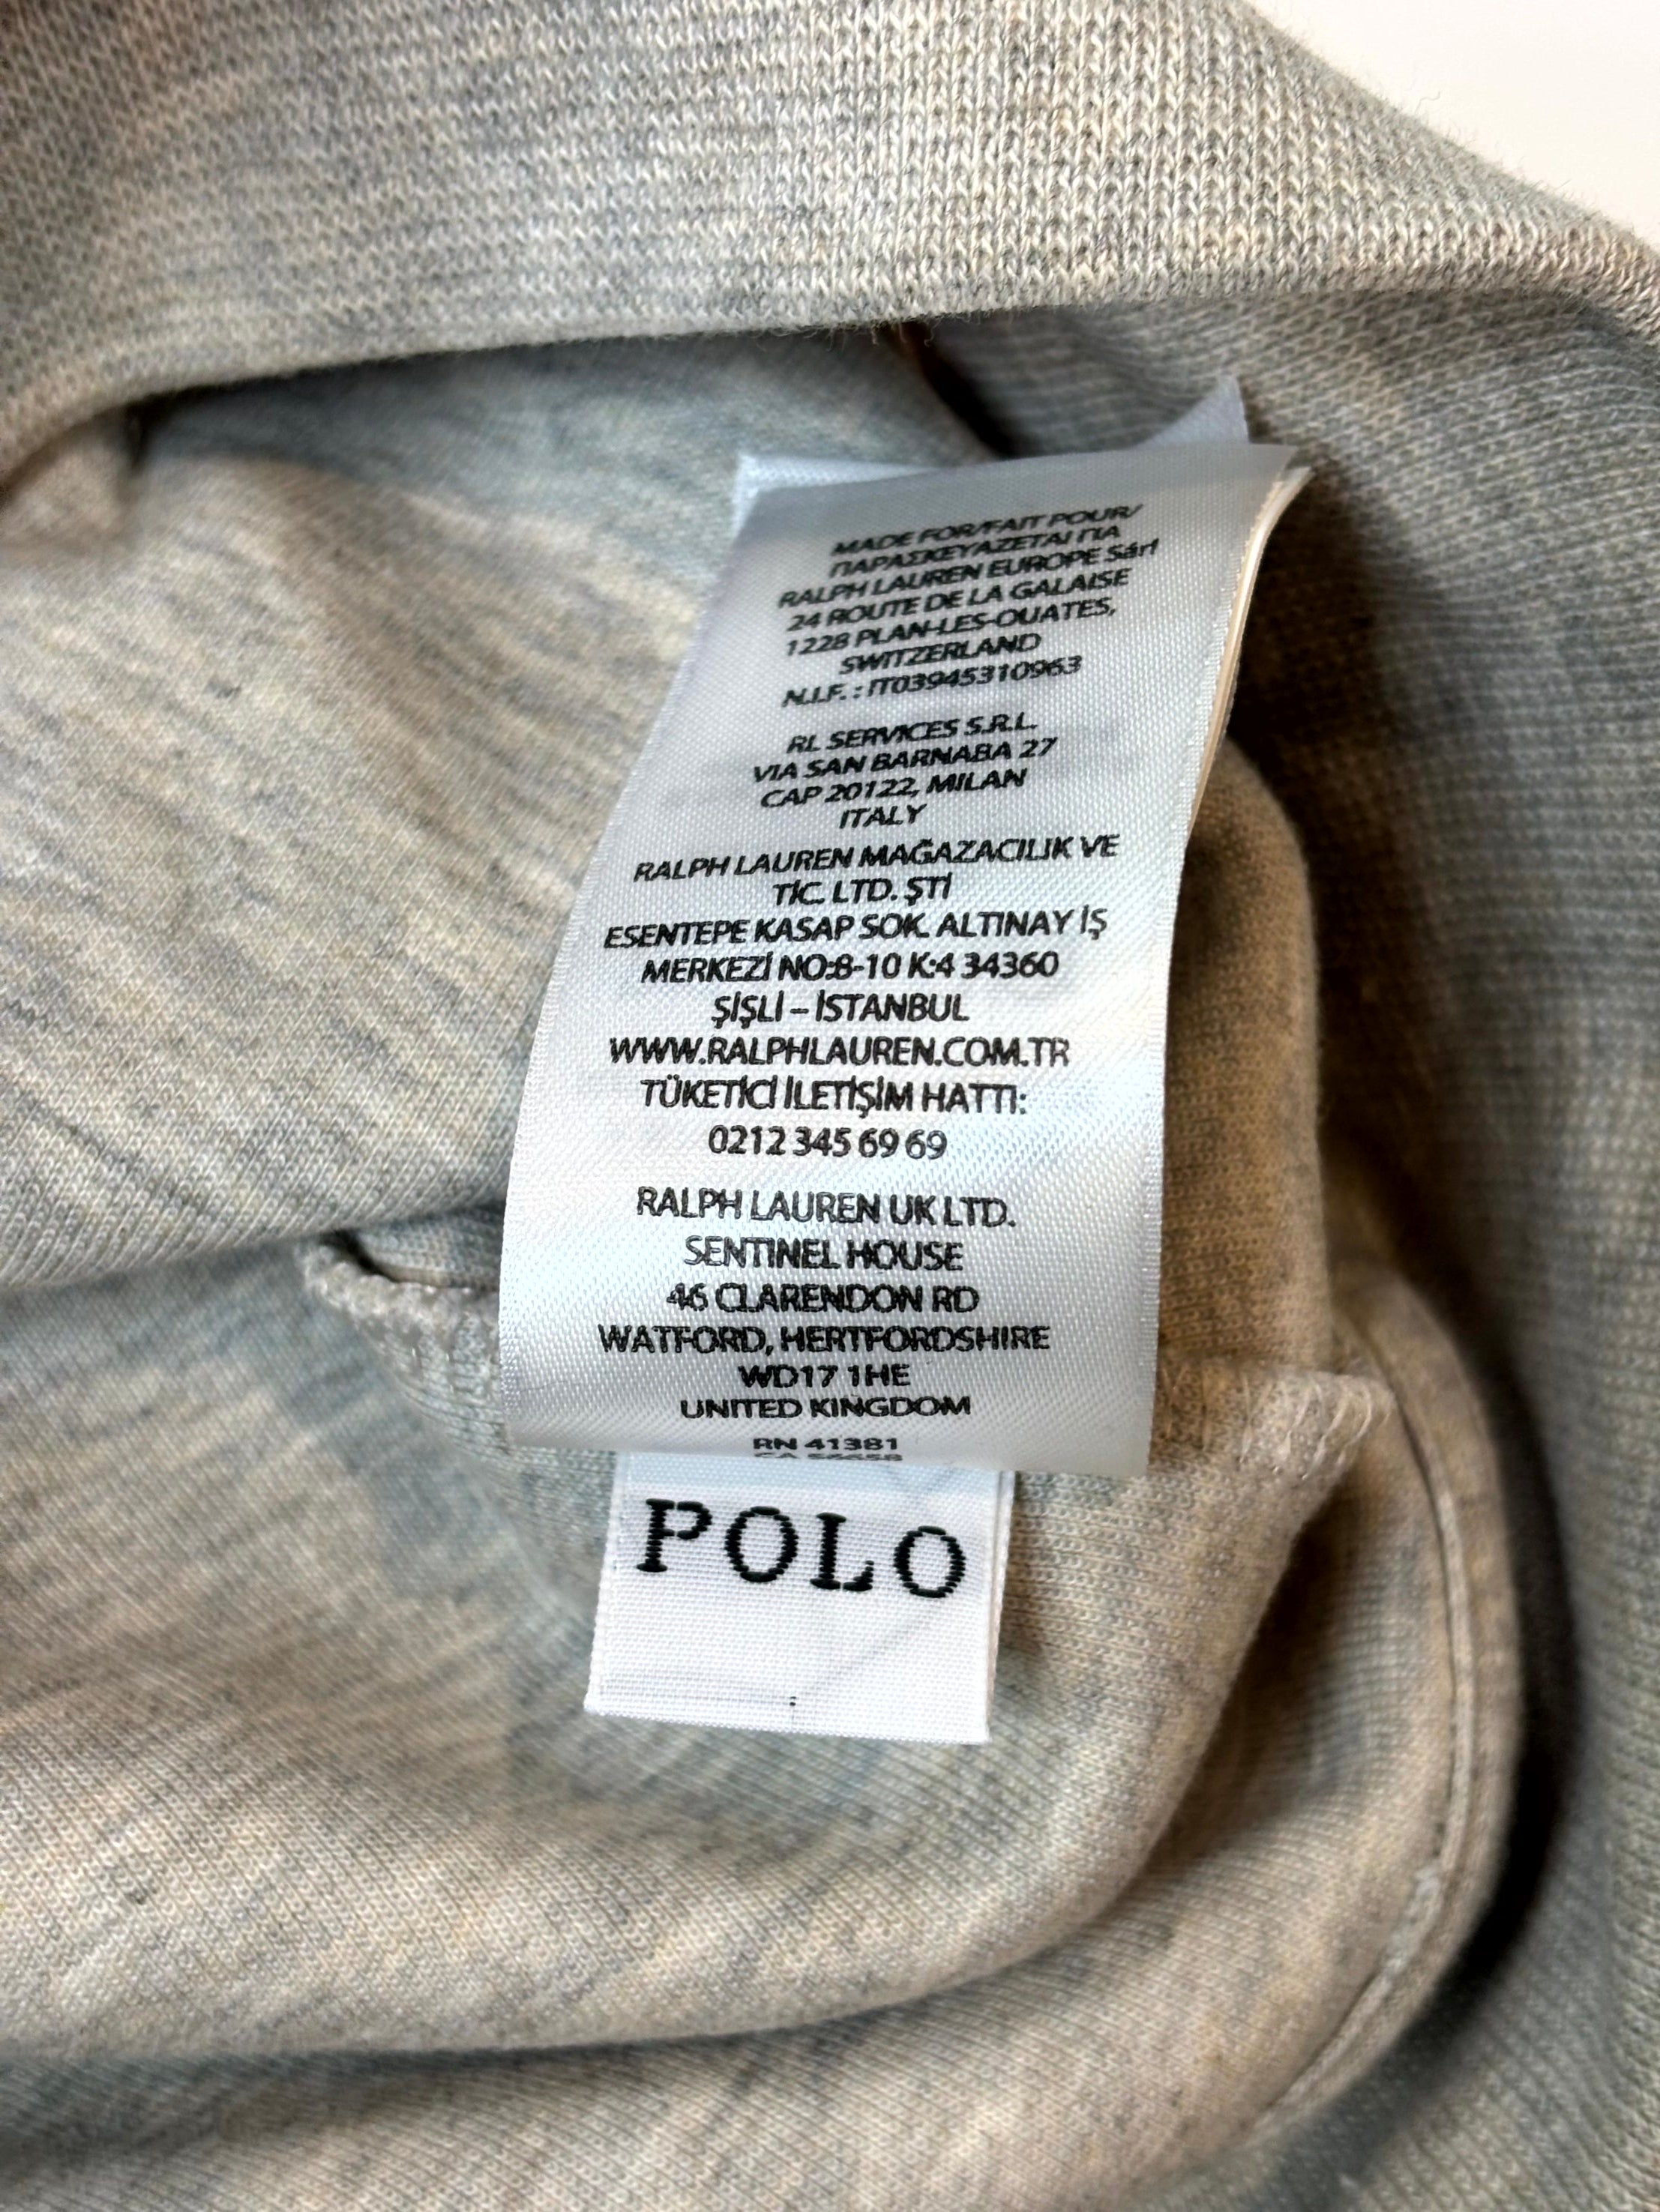 MADE FOR/FAIT POUR/
ΠΑΡΑΣΚΕΥΑΖΕΤΑΙ ΓΙΑ
RALPH LAUREN EUROPE Sárl
24 ROUTE DE LA GALAISE
1228 PLAN-LES-OUATES,
SWITZERLAND
N.I.F. : IT03945310963
RL SERVICES S.R.L.
VIA SAN BARNABA 27
CAP 20122, MILAN
ITALY
RALPH LAUREN MAĞAZACILIK VE
TİC. LTD. ŞTİ
ESENTEPE KASAP SOK. ALTINAY İŞ
MERKEZİ NO:8-10 K:4 34360
ŞİŞLİ – İSTANBUL
WWW.RALPHLAUREN.COM.TR
TÜKETİCİ İLETİŞİM HATTI:
0212 345 69 69
RALPH LAUREN UK LTD.
SENTINEL HOUSE
46 CLARENDON RD
WATFORD, HERTFORDSHIRE
WD17 1HE
UNITED KINGDOM
RN 41381
CA 56658
POLO